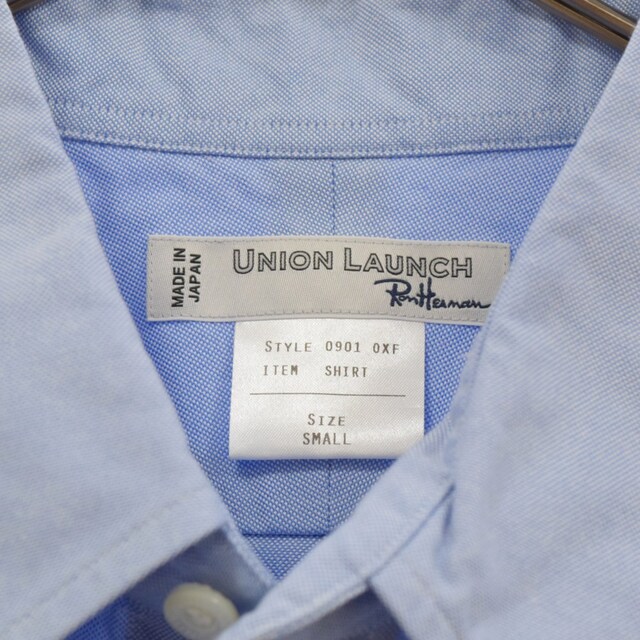 MADE IN
JAPAN
UNION LAUNCH
Ron Herman
STYLE 0901 OXF
ITEM SHIRT
SIZE
SMALL